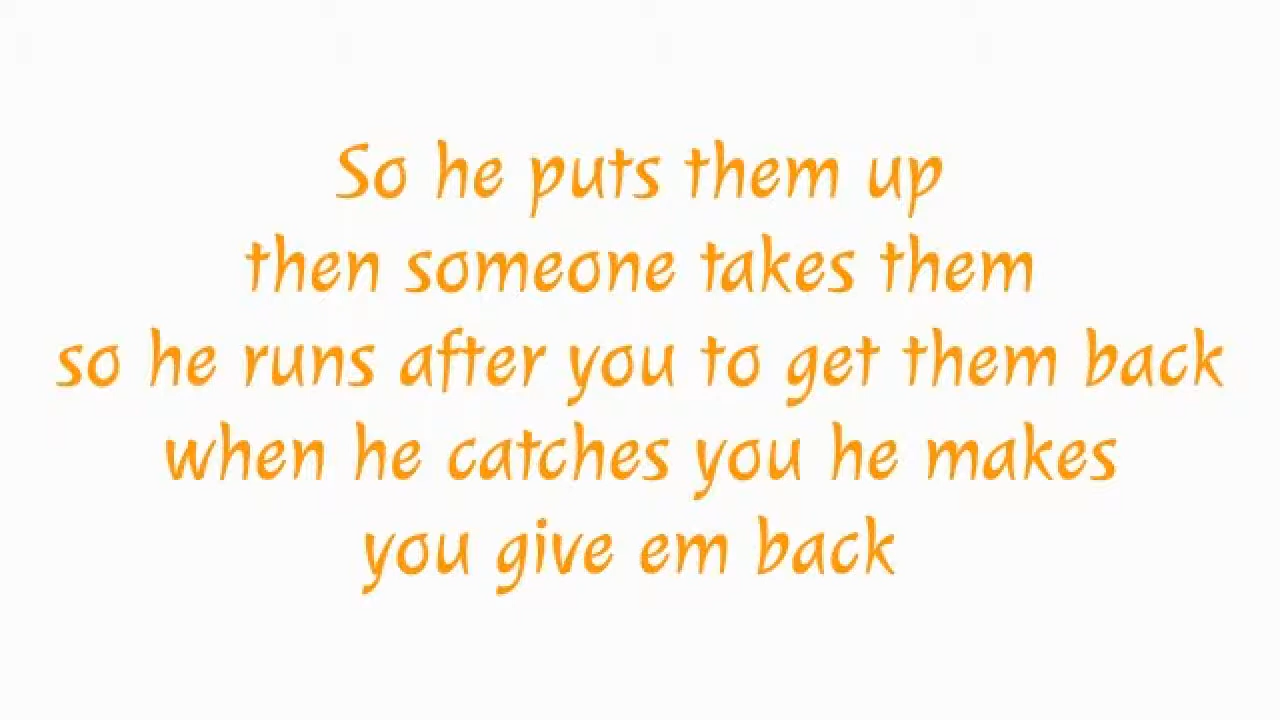 So he puts them up
then someone takes them
so he runs after you to get them back
when he catches you he makes
you give em back